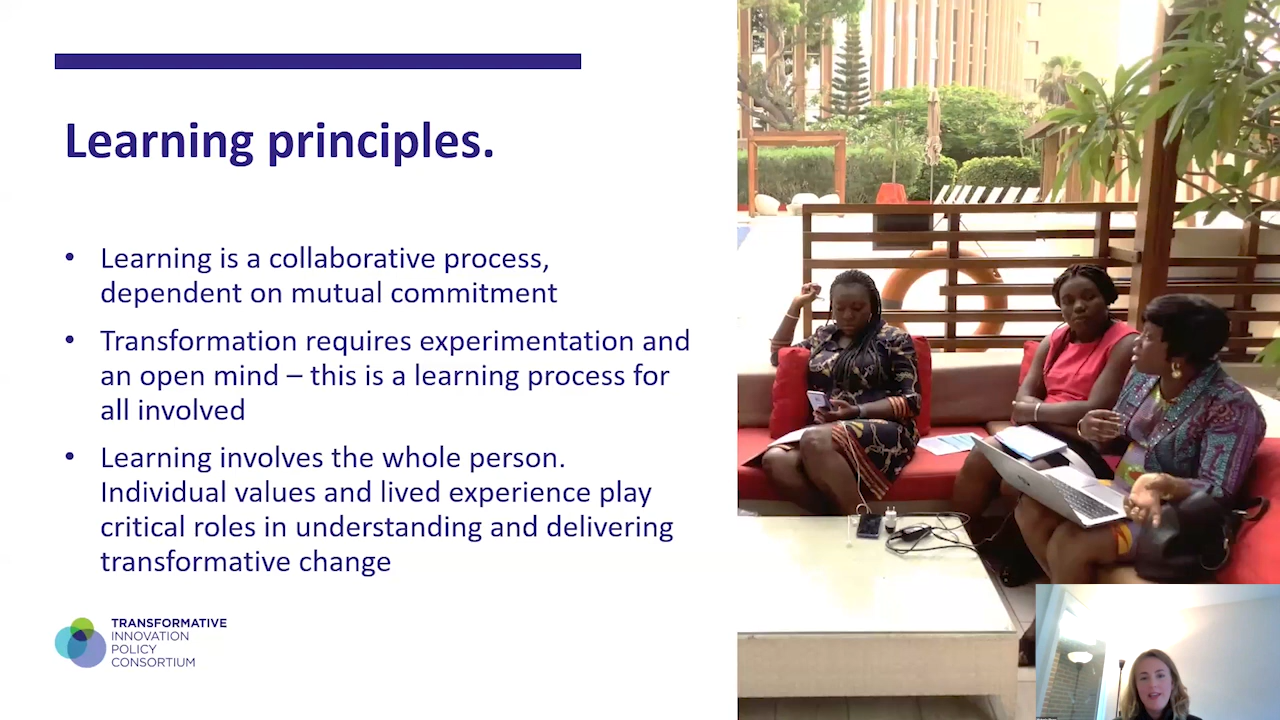 Learning principles.
• Learning is a collaborative process,
dependent on mutual commitment
• Transformation requires experimentation and
an open mind – this is a learning process for
all involved
• Learning involves the whole person.
Individual values and lived experience play
critical roles in understanding and delivering
transformative change
TRANSFORMATIVE
INNOVATION
POLICY
CONSORTIUM